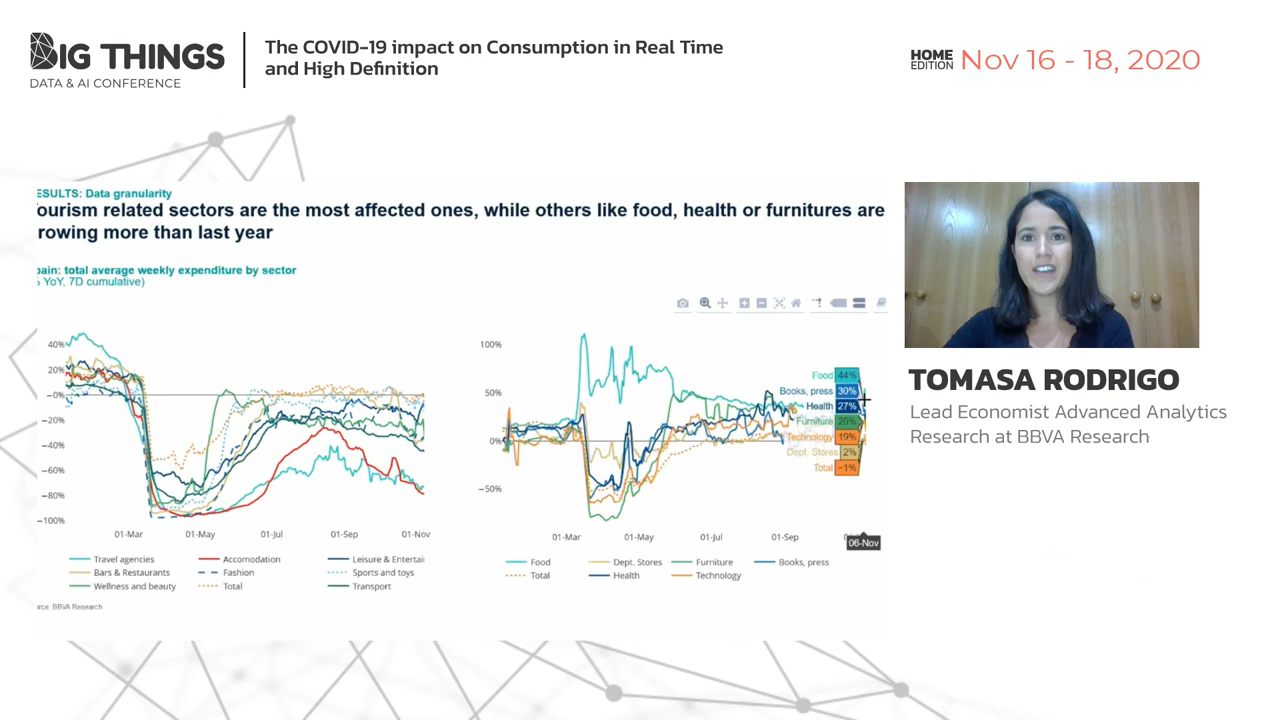 BIG THINGS
DATA & AI CONFERENCE
The COVID-19 impact on Consumption in Real Time
and High Definition
HOME
EDITION
Nov 16 - 18, 2020
ESULTS: Data granularity
ourism related sectors are the most affected ones, while others like food, health or furnitures are
rowing more than last year
pain: total average weekly expenditure by sector
YoY, 7D cumulative)
40%
20%
−0%
−20%
−40%
−60%
−80%
−100%
01-Mar
01-May
01-Jul
01-Sep
01-Nov
Travel agencies
Accomodation
Leisure & Entertai
Bars & Restaurants
Fashion
Sports and toys
Wellness and beauty
Total
Transport
100%
50%
0%
−50%
01-Mar
01-May
01-Jul
01-Sep
06-Nov
Food 44%
Books, press 30%
Health 27%
Furniture 20%
Technology 19%
Dept. Stores 2%
Total −1%
Food
Dept. Stores
Furniture
Books, press
Total
Health
Technology
urce: BBVA Research
TOMASA RODRIGO
Lead Economist Advanced Analytics
Research at BBVA Research